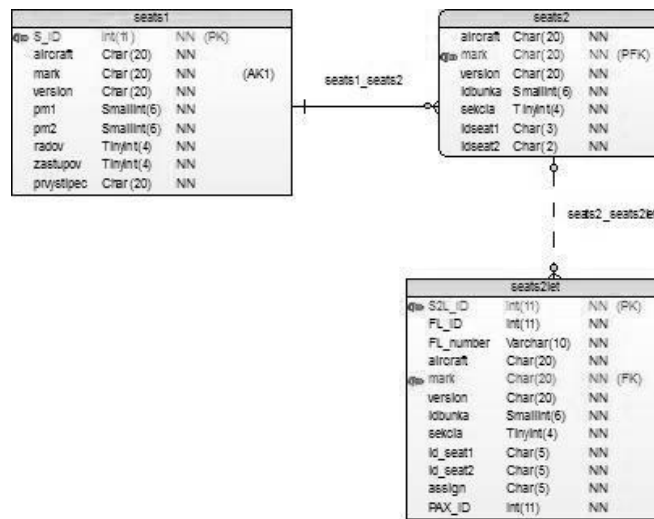 seats1
S_ID Int(11) NN (PK)
aircraft Char(20) NN
mark Char(20) NN (AK1)
version Char(20) NN
pm1 SmallInt(6) NN
pm2 SmallInt(6) NN
radov TinyInt(4) NN
zastupov TinyInt(4) NN
prvystlpec Char(20) NN
seats1_seats2
seats2
aircraft Char(20) NN
mark Char(20) NN (PFK)
version Char(20) NN
idbunka SmallInt(6) NN
sekcia TinyInt(4) NN
idseat1 Char(3) NN
idseat2 Char(2) NN
seats2_seats2let
seats2let
S2L_ID Int(11) NN (PK)
FL_ID Int(11) NN
FL_number Varchar(10) NN
aircraft Char(20) NN
mark Char(20) NN (FK)
version Char(20) NN
idbunka SmallInt(6) NN
sekcia TinyInt(4) NN
id_seat1 Char(5) NN
id_seat2 Char(5) NN
assign Char(5) NN
PAX_ID Int(11) NN